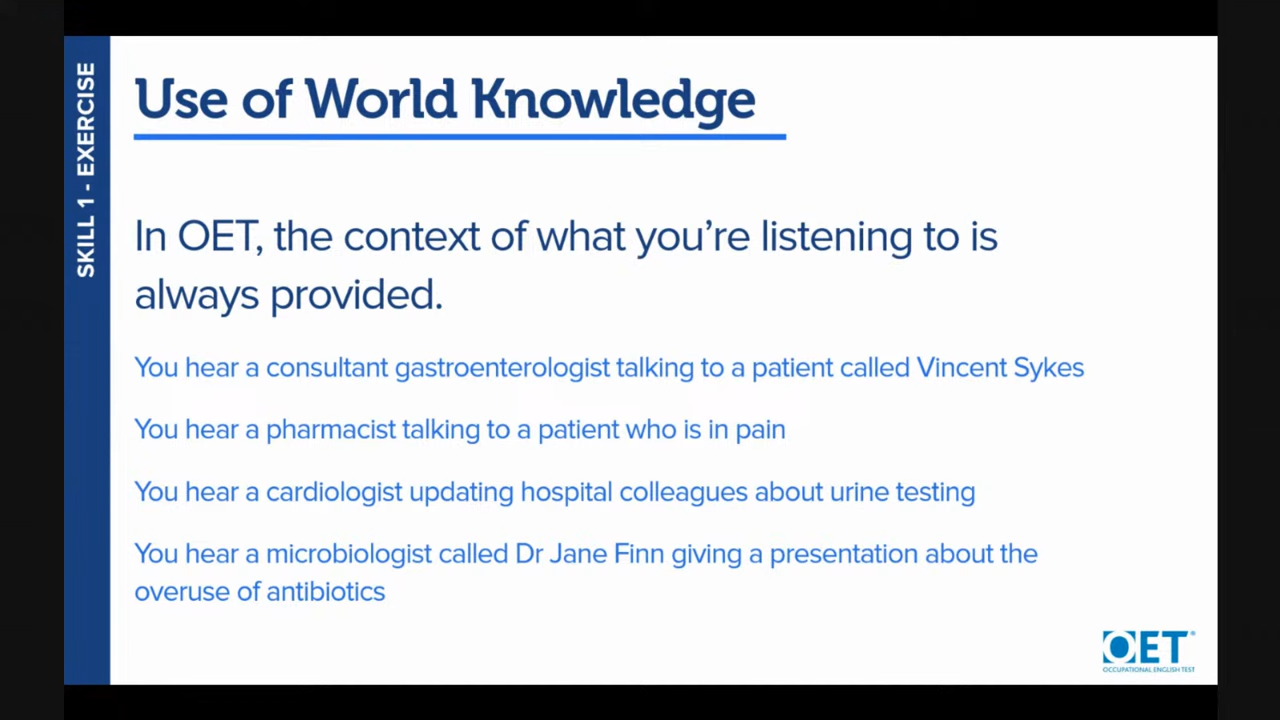 SKILL 1 - EXERCISE
Use of World Knowledge
In OET, the context of what you’re listening to is
always provided.
You hear a consultant gastroenterologist talking to a patient called Vincent Sykes
You hear a pharmacist talking to a patient who is in pain
You hear a cardiologist updating hospital colleagues about urine testing
You hear a microbiologist called Dr Jane Finn giving a presentation about the
overuse of antibiotics
OET®
OCCUPATIONAL ENGLISH TEST